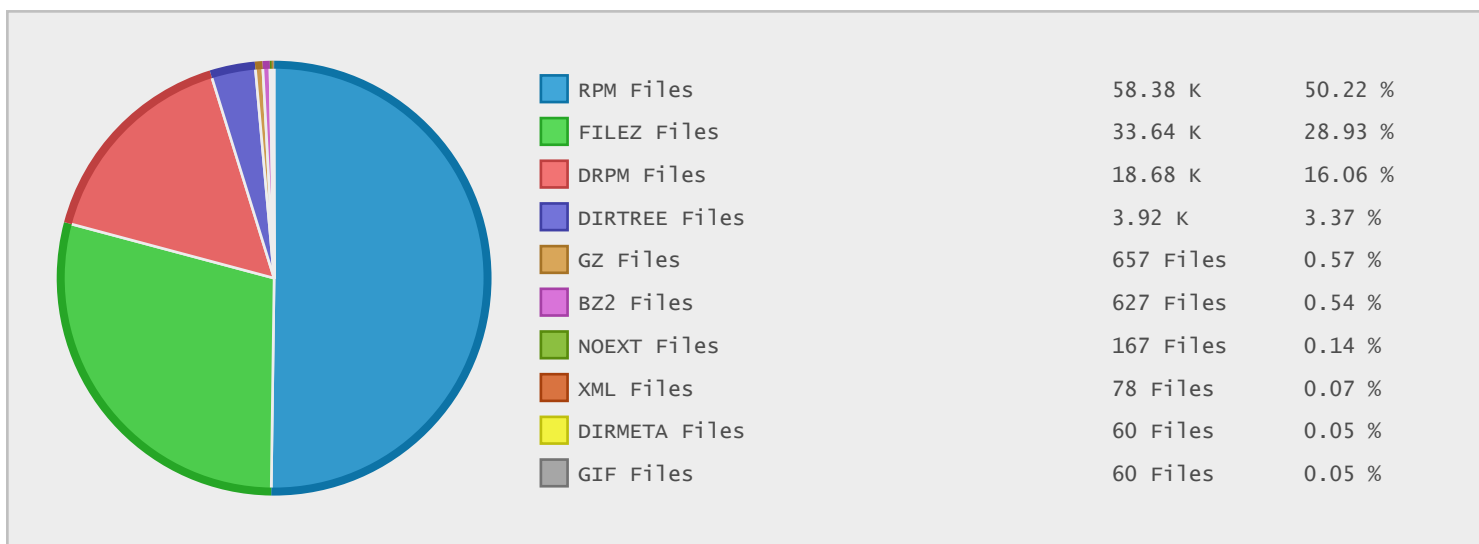 RPM Files 58.38 K 50.22 %
FILEZ Files 33.64 K 28.93 %
DRPM Files 18.68 K 16.06 %
DIRTREE Files 3.92 K 3.37 %
GZ Files 657 Files 0.57 %
BZ2 Files 627 Files 0.54 %
NOEXT Files 167 Files 0.14 %
XML Files 78 Files 0.07 %
DIRMETA Files 60 Files 0.05 %
GIF Files 60 Files 0.05 %